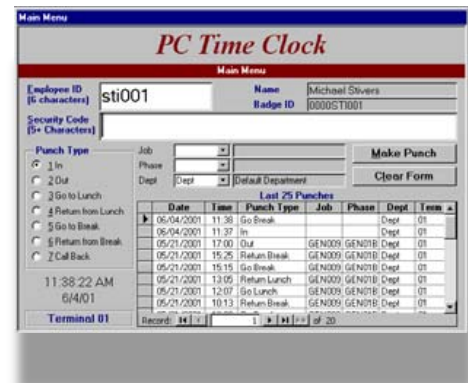 Main Menu
PC Time Clock
Main Menu
Employee ID
(6 characters)
sti001
Name
Michael Stivers
Badge ID
0000STI001
Security Code
(5+ Characters)
Punch Type
1 In
2 Out
3 Go to Lunch
4 Return from Lunch
5 Go to Break
6 Return from Break
7 Call Back
Job
Phase
Dept Dept Default Department
Make Punch
Clear Form
Last 25 Punches
Date Time Punch Type Job Phase Dept Term
06/04/2001 11:38 Go Break Dept 01
06/04/2001 11:37 In Dept 01
05/21/2001 17:00 Out GEN009 GEN01B Dept 01
05/21/2001 15:25 Return Break GEN009 GEN01B Dept 01
05/21/2001 15:15 Go Break GEN009 GEN01B Dept 01
05/21/2001 13:05 Return Lunch GEN009 GEN01B Dept 01
05/21/2001 12:07 Go Lunch GEN009 GEN01B Dept 01
05/21/2001 10:13 Return Break GEN009 GEN01B Dept 01
11:38:22 AM
6/4/01
Terminal 01
Record: 1 of 20